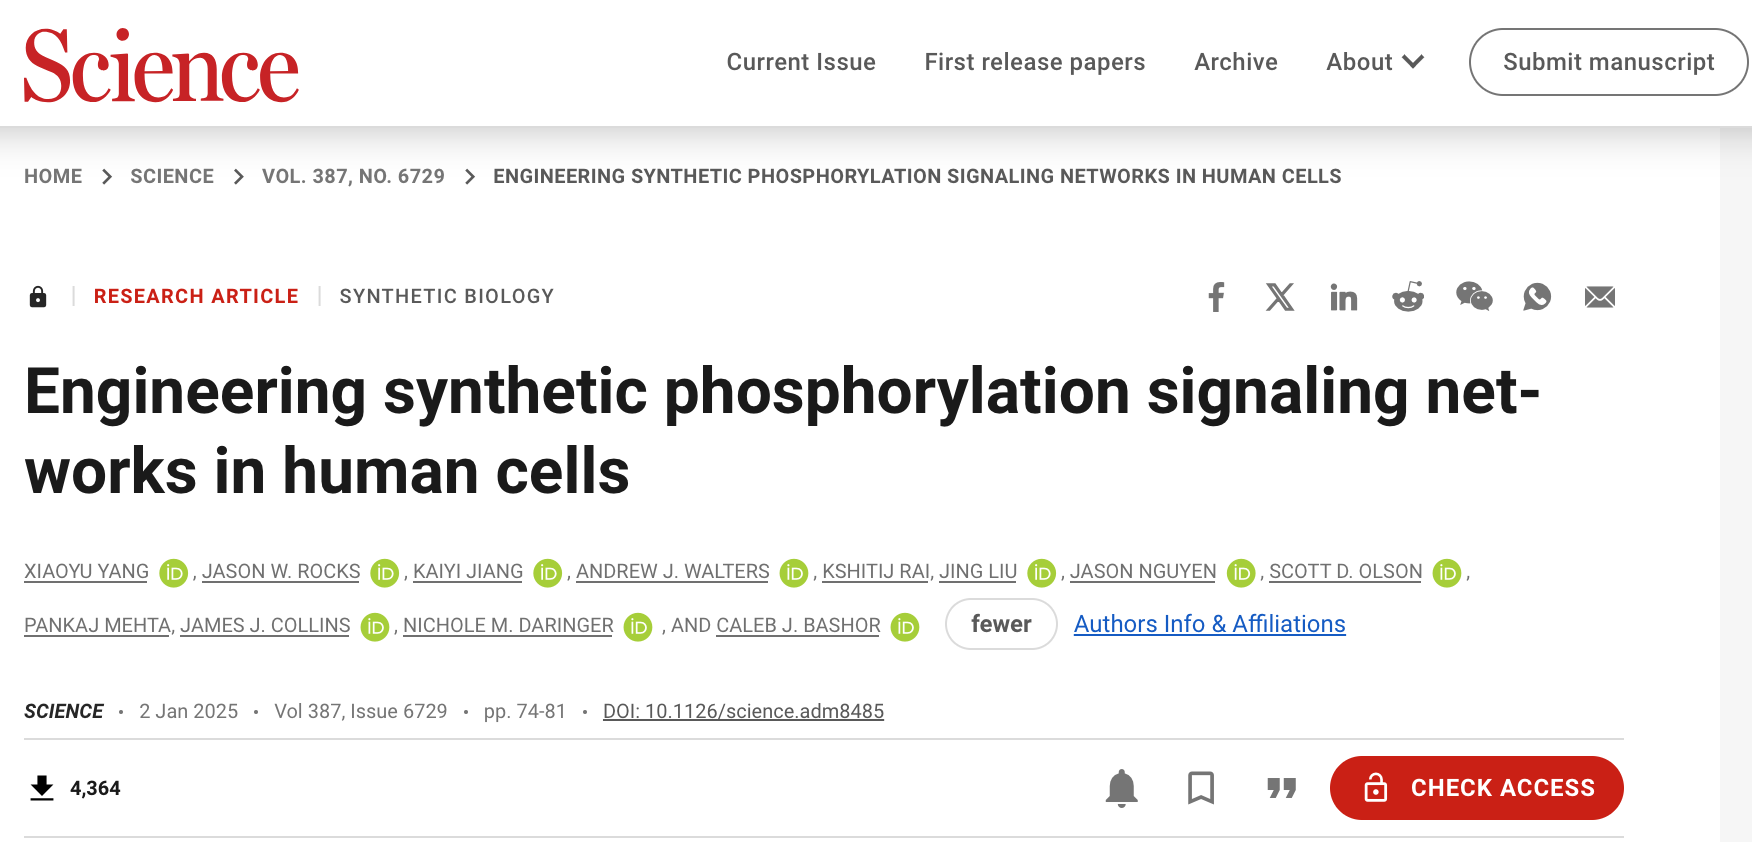 Science
Current Issue First release papers Archive About Submit manuscript
HOME > SCIENCE > VOL. 387, NO. 6729 > ENGINEERING SYNTHETIC PHOSPHORYLATION SIGNALING NETWORKS IN HUMAN CELLS
RESEARCH ARTICLE | SYNTHETIC BIOLOGY
Engineering synthetic phosphorylation signaling net-
works in human cells
XIAOYU YANG iD, JASON W. ROCKS iD, KAIYI JIANG iD, ANDREW J. WALTERS iD, KSHITIJ RAI, JING LIU iD, JASON NGUYEN iD, SCOTT D. OLSON iD,
PANKAJ MEHTA, JAMES J. COLLINS iD, NICHOLE M. DARINGER iD, AND CALEB J. BASHOR iD fewer Authors Info & Affiliations
SCIENCE • 2 Jan 2025 • Vol 387, Issue 6729 • pp. 74-81 • DOI: 10.1126/science.adm8485
4,364 CHECK ACCESS